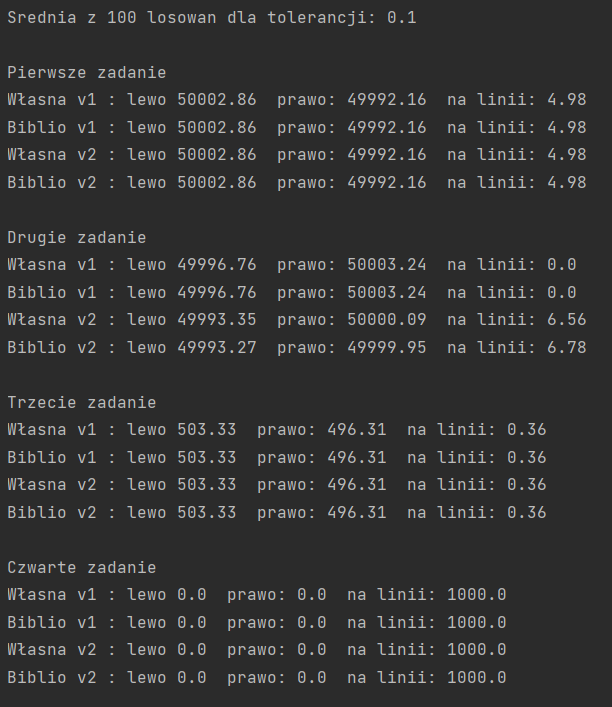 Srednia z 100 losowan dla tolerancji: 0.1
Pierwsze zadanie
Własna v1 : lewo 50002.86  prawo: 49992.16  na linii: 4.98
Biblio v1 : lewo 50002.86  prawo: 49992.16  na linii: 4.98
Własna v2 : lewo 50002.86  prawo: 49992.16  na linii: 4.98
Biblio v2 : lewo 50002.86  prawo: 49992.16  na linii: 4.98
Drugie zadanie
Własna v1 : lewo 49996.76  prawo: 50003.24  na linii: 0.0
Biblio v1 : lewo 49996.76  prawo: 50003.24  na linii: 0.0
Własna v2 : lewo 49993.35  prawo: 50000.09  na linii: 6.56
Biblio v2 : lewo 49993.27  prawo: 49999.95  na linii: 6.78
Trzecie zadanie
Własna v1 : lewo 503.33  prawo: 496.31  na linii: 0.36
Biblio v1 : lewo 503.33  prawo: 496.31  na linii: 0.36
Własna v2 : lewo 503.33  prawo: 496.31  na linii: 0.36
Biblio v2 : lewo 503.33  prawo: 496.31  na linii: 0.36
Czwarte zadanie
Własna v1 : lewo 0.0  prawo: 0.0  na linii: 1000.0
Biblio v1 : lewo 0.0  prawo: 0.0  na linii: 1000.0
Własna v2 : lewo 0.0  prawo: 0.0  na linii: 1000.0
Biblio v2 : lewo 0.0  prawo: 0.0  na linii: 1000.0